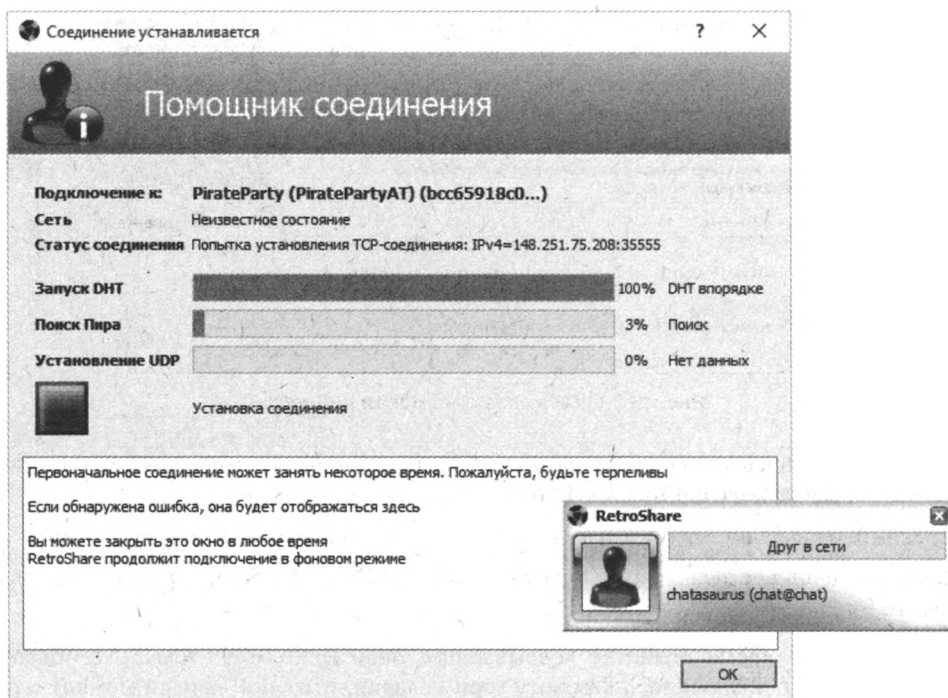 Соединение устанавливается
?
Помощник соединения
Подключение к: PirateParty (PiratePartyAT) (bcc65918c0...)
Сеть Неизвестное состояние
Статус соединения Попытка установления TCP-соединения: IPv4=148.251.75.208:35555
Запуск DHT 100% DHT впорядке
Поиск Пира 3% Поиск
Установление UDP 0% Нет данных
Установка соединения
Первоначальное соединение может занять некоторое время. Пожалуйста, будьте терпеливы
Если обнаружена ошибка, она будет отображаться здесь
Вы можете закрыть это окно в любое время
RetroShare продолжит подключение в фоновом режиме
RetroShare
Друг в сети
chatasaurus (chat@chat)
OK